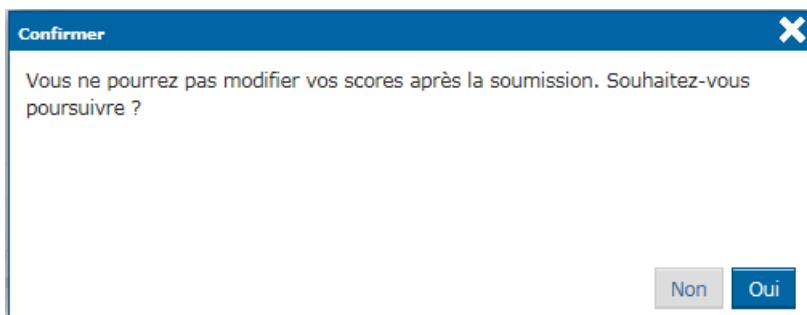 Confirmer
Vous ne pourrez pas modifier vos scores après la soumission. Souhaitez-vous
poursuivre ?
Non Oui